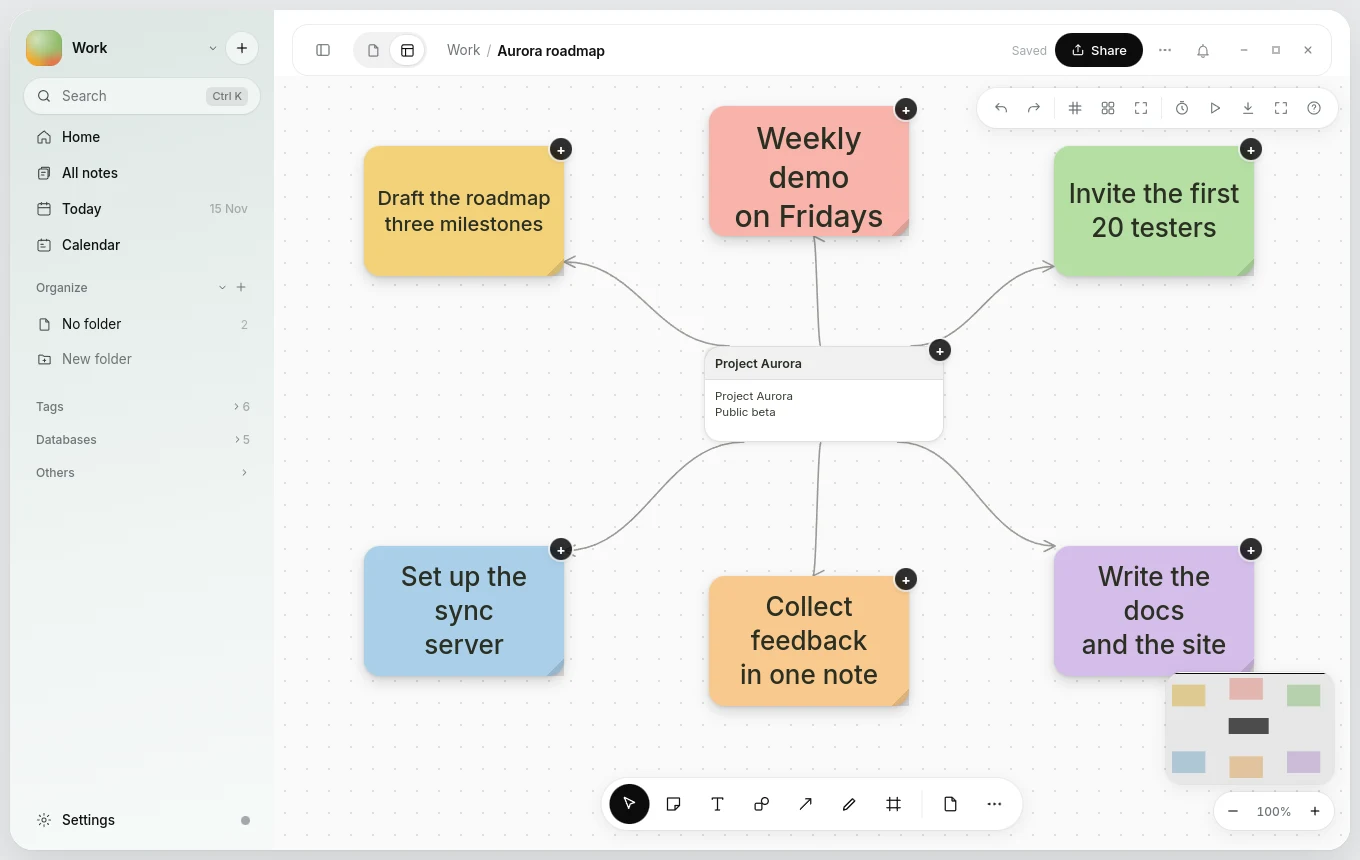 Work
Search
Ctrl K
Home
All notes
Today
15 Nov
Calendar
Organize
No folder
2
New folder
Tags
6
Databases
5
Others
Settings
Work / Aurora roadmap
Saved
Share
Draft the roadmap
three milestones
Weekly
demo
on Fridays
Invite the first
20 testers
Project Aurora
Project Aurora
Public beta
Set up the
sync
server
Collect
feedback
in one note
Write the
docs
and the site
100%